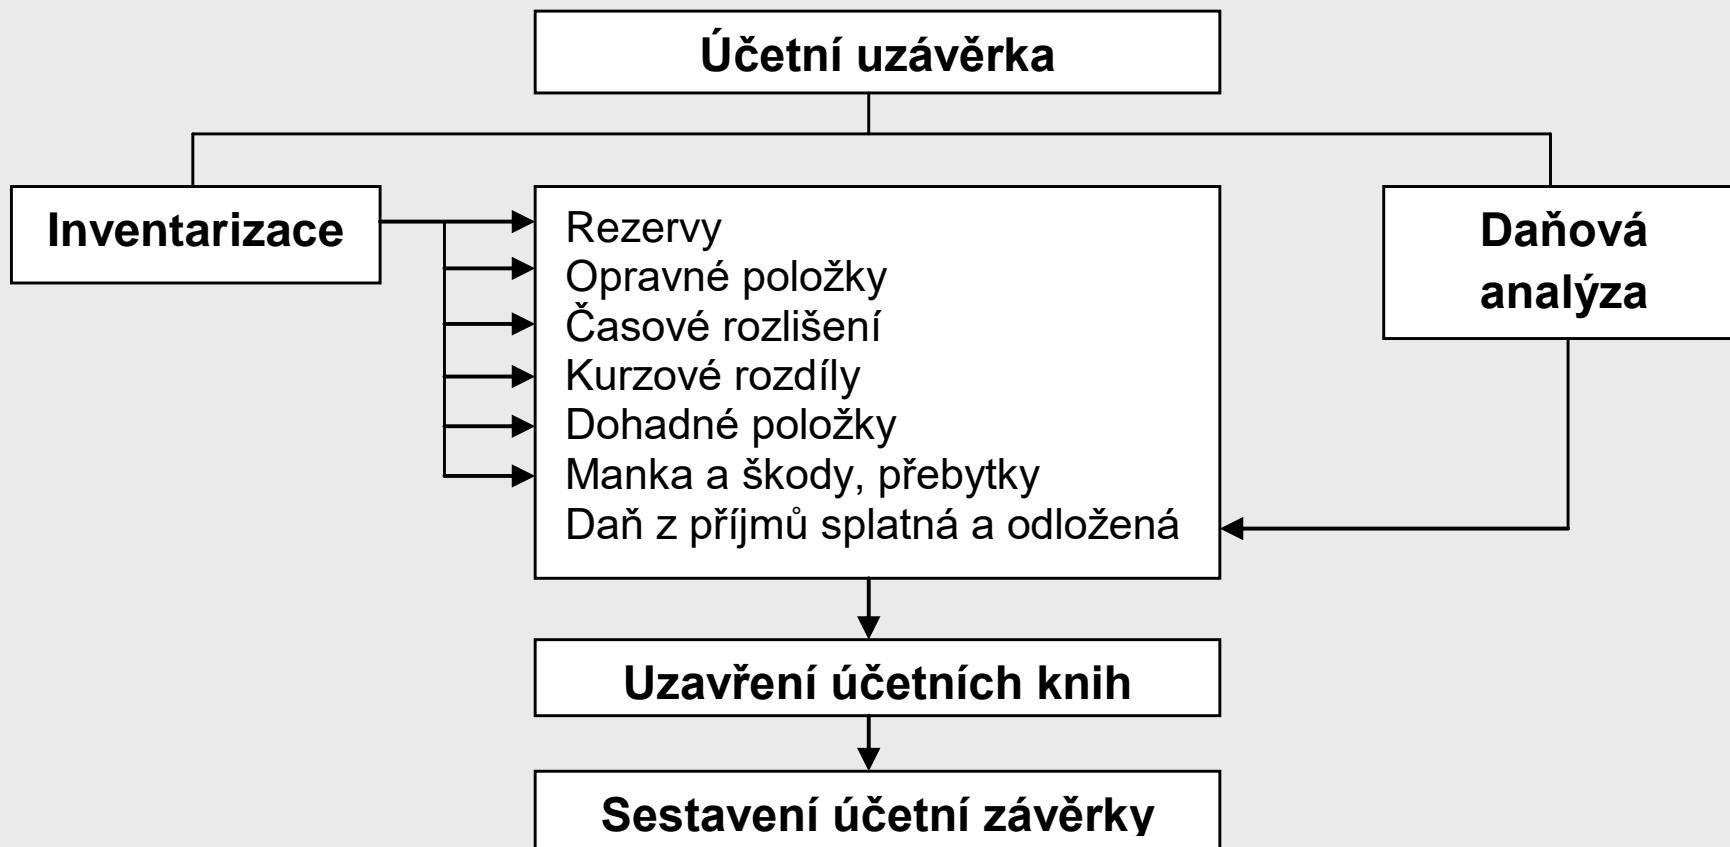 Účetní uzávěrka
Inventarizace
Rezervy
Opravné položky
Časové rozlišení
Kurzové rozdíly
Dohadné položky
Manka a škody, přebytky
Daň z příjmů splatná a odložená
Daňová
analýza
Uzavření účetních knih
Sestavení účetní závěrky